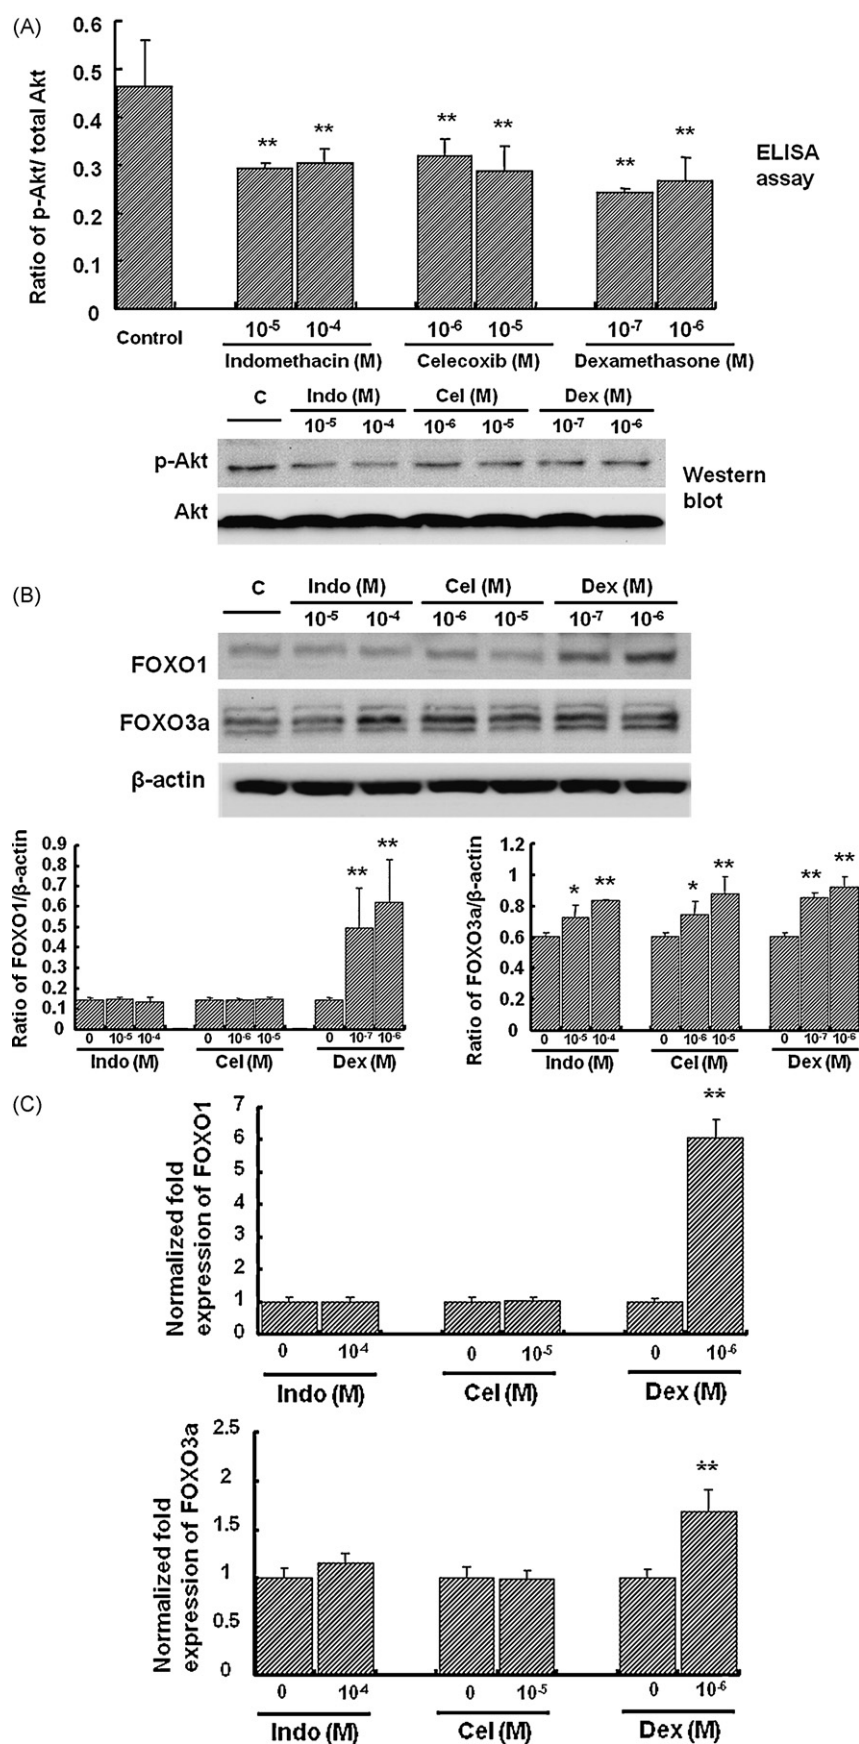 (A)
0.6
0.5
0.4
0.3
0.2
0.1
0
Ratio of p-Akt/ total Akt
** ** ** ** ** **
ELISA
assay
Control
10-5 10-4 10-6 10-5 10-7 10-6
Indomethacin (M) Celecoxib (M) Dexamethasone (M)
C Indo (M) Cel (M) Dex (M)
10-5 10-4 10-6 10-5 10-7 10-6
p-Akt
Akt
Western
blot
(B)
C Indo (M) Cel (M) Dex (M)
10-5 10-4 10-6 10-5 10-7 10-6
FOXO1
FOXO3a
β-actin
Ratio of FOXO1/β-actin
0.9
0.8
0.7
0.6
0.5
0.4
0.3
0.2
0.1
0
** **
0 10-5 10-4 0 10-6 10-5 0 10-7 10-6
Indo (M) Cel (M) Dex (M)
Ratio of FOXO3a/β-actin
1.2
1
0.8
0.6
0.4
0.2
0
* ** * ** ** **
0 10-5 10-4 0 10-6 10-5 0 10-7 10-6
Indo (M) Cel (M) Dex (M)
(C)
Normalized fold
expression of FOXO1
7
6
5
4
3
2
1
0
**
0 10-4 0 10-5 0 10-6
Indo (M) Cel (M) Dex (M)
Normalized fold
expression of FOXO3a
2.5
2
1.5
1
0.5
0
**
0 10-4 0 10-5 0 10-6
Indo (M) Cel (M) Dex (M)